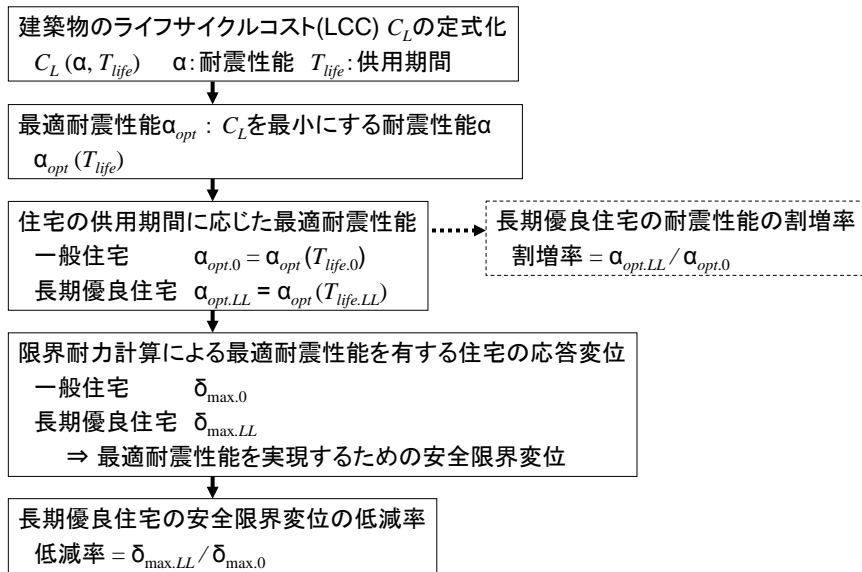 建築物のライフサイクルコスト(LCC) C_Lの定式化
C_L (α, T_life)　α：耐震性能　T_life：供用期間
最適耐震性能α_opt：C_Lを最小にする耐震性能α
α_opt (T_life)
住宅の供用期間に応じた最適耐震性能
一般住宅　α_opt.0 = α_opt (T_life.0)
長期優良住宅　α_opt.LL = α_opt (T_life.LL)
長期優良住宅の耐震性能の割増率
割増率 = α_opt.LL / α_opt.0
限界耐力計算による最適耐震性能を有する住宅の応答変位
一般住宅　δ_max.0
長期優良住宅　δ_max.LL
⇒ 最適耐震性能を実現するための安全限界変位
長期優良住宅の安全限界変位の低減率
低減率 = δ_max.LL / δ_max.0